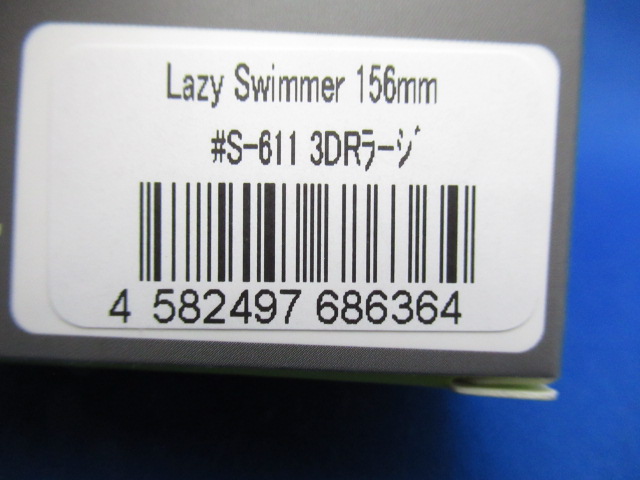 Lazy Swimmer 156mm
#S-611 3DRﾗｰｼﾞ
4 582497 686364